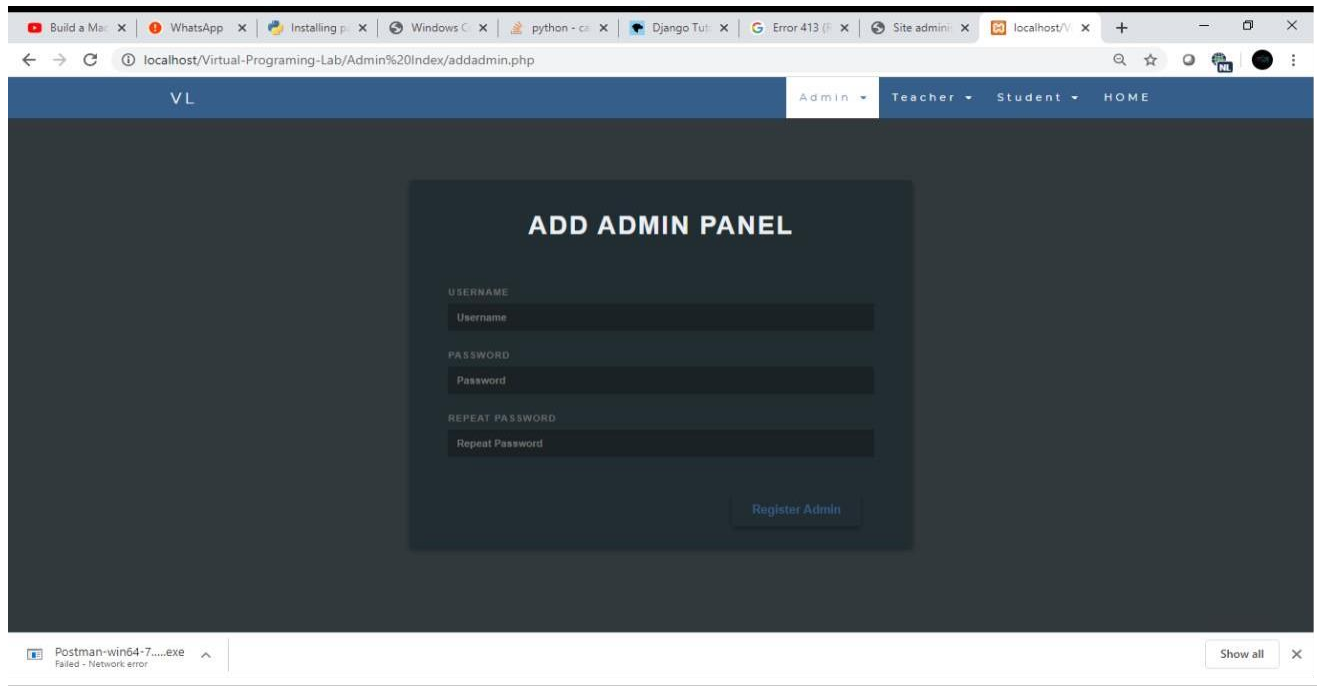 Build a Mac
WhatsApp
Installing p
Windows C
python - ca
Django Tut
Error 413 (R
Site admini
localhost/V
localhost/Virtual-Programing-Lab/Admin%20Index/addadmin.php
NL
VL
Admin
Teacher
Student
HOME
ADD ADMIN PANEL
USERNAME
Username
PASSWORD
Password
REPEAT PASSWORD
Repeat Password
Register Admin
Postman-win64-7.....exe
Failed - Network error
Show all